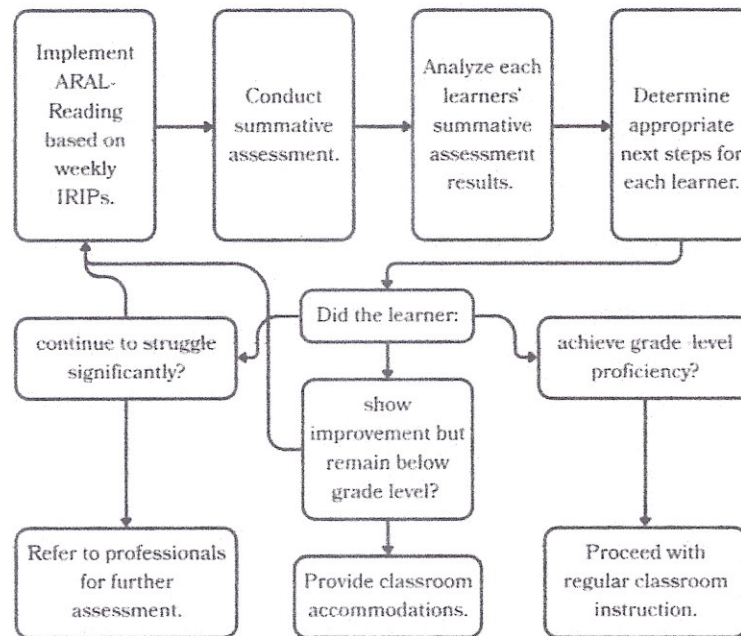 Implement
ARAL-
Reading
based on
weekly
IRIPs.
Conduct
summative
assessment.
Analyze each
learners'
summative
assessment
results.
Determine
appropriate
next steps for
each learner.
Did the learner:
continue to struggle
significantly?
show
improvement but
remain below
grade level?
achieve grade-level
proficiency?
Refer to professionals
for further
assessment.
Provide classroom
accommodations.
Proceed with
regular classroom
instruction.